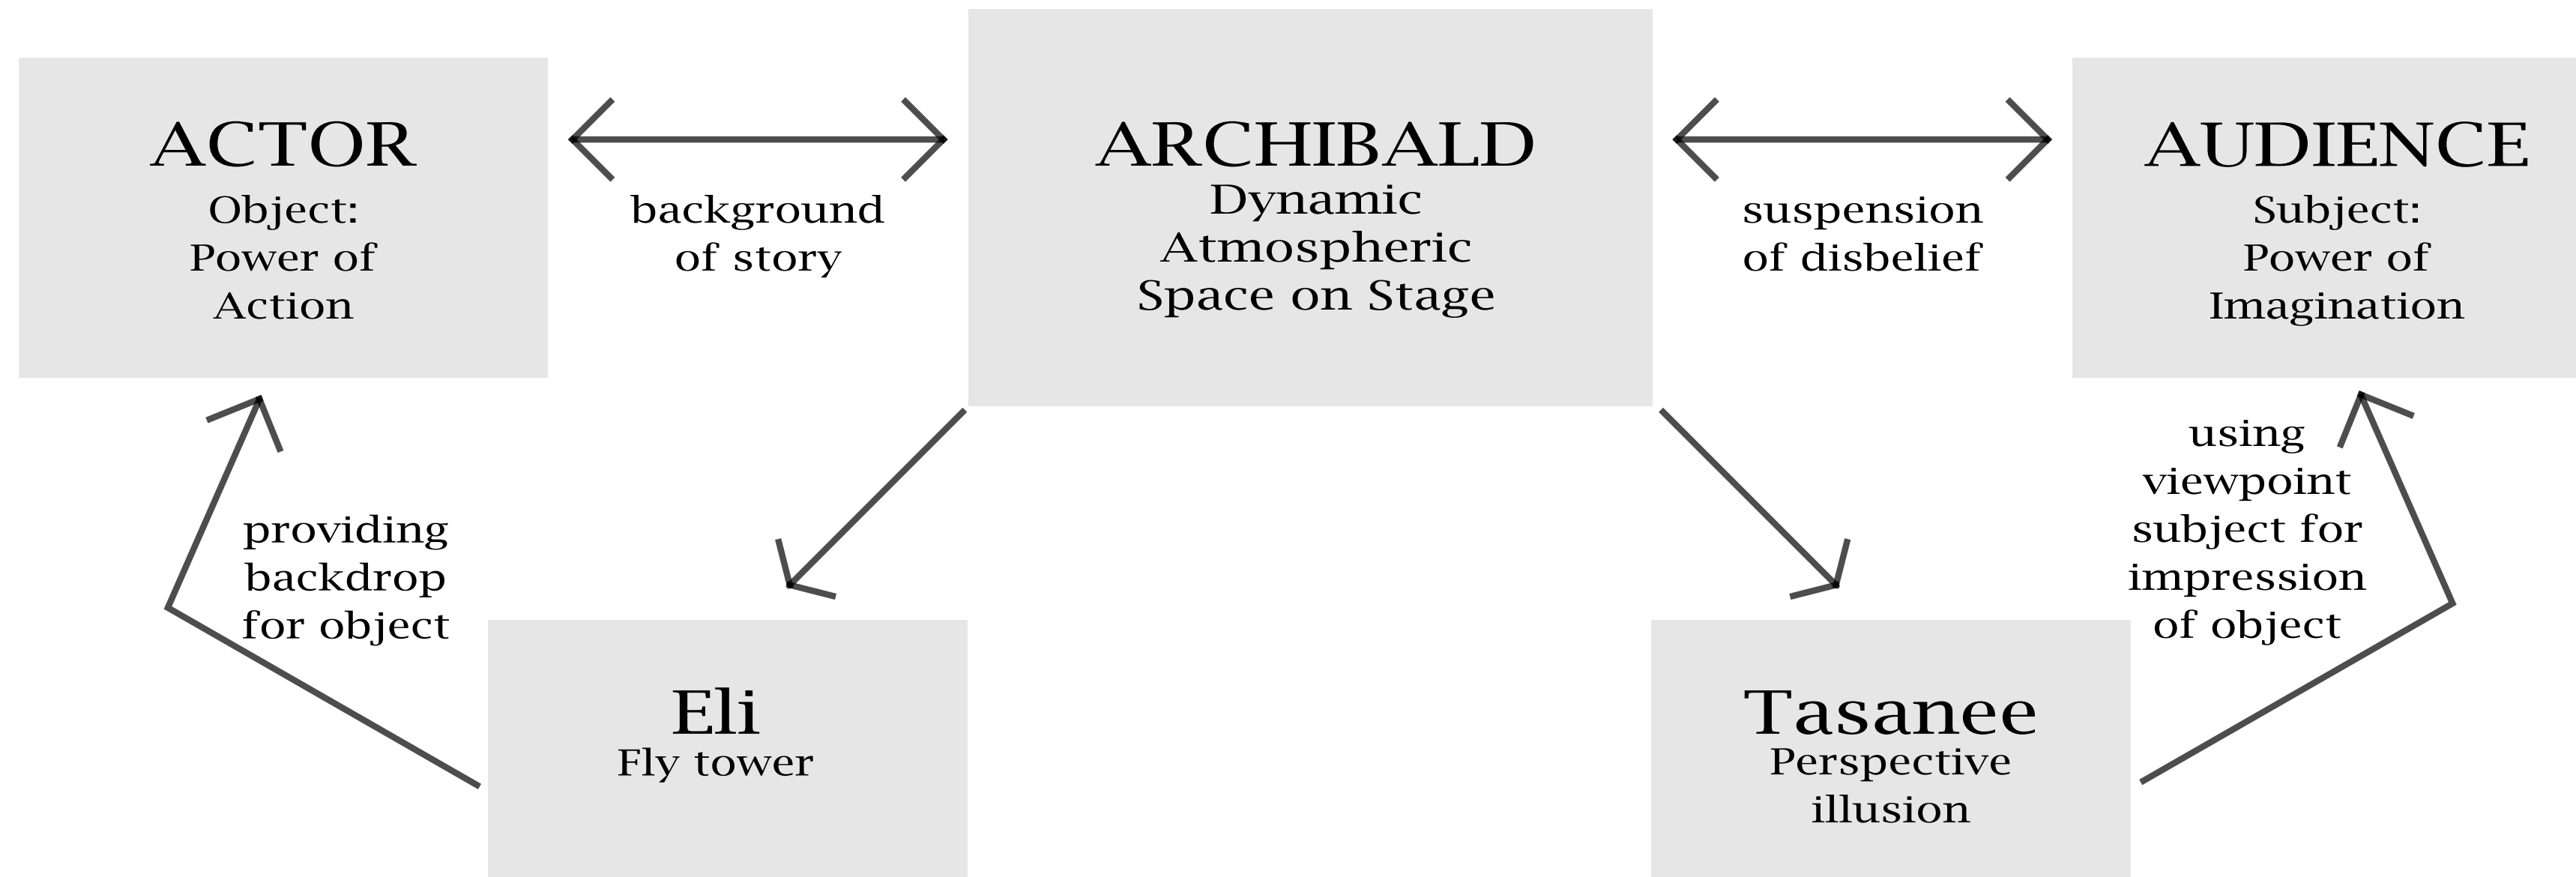 ACTOR
Object:
Power of
Action
background
of story
ARCHIBALD
Dynamic
Atmospheric
Space on Stage
suspension
of disbelief
AUDIENCE
Subject:
Power of
Imagination
providing
backdrop
for object
Eli
Fly tower
Tasanee
Perspective
illusion
using
viewpoint
subject for
impression
of object